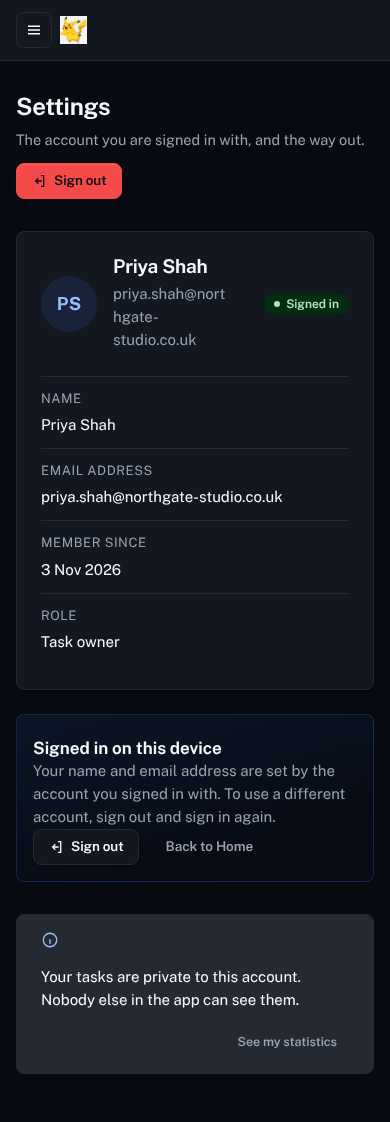 Settings
The account you are signed in with, and the way out.
Sign out
PS
Priya Shah
priya.shah@nort
hgate-
studio.co.uk
Signed in
NAME
Priya Shah
EMAIL ADDRESS
priya.shah@northgate-studio.co.uk
MEMBER SINCE
3 Nov 2026
ROLE
Task owner
Signed in on this device
Your name and email address are set by the
account you signed in with. To use a different
account, sign out and sign in again.
Sign out
Back to Home
Your tasks are private to this account.
Nobody else in the app can see them.
See my statistics